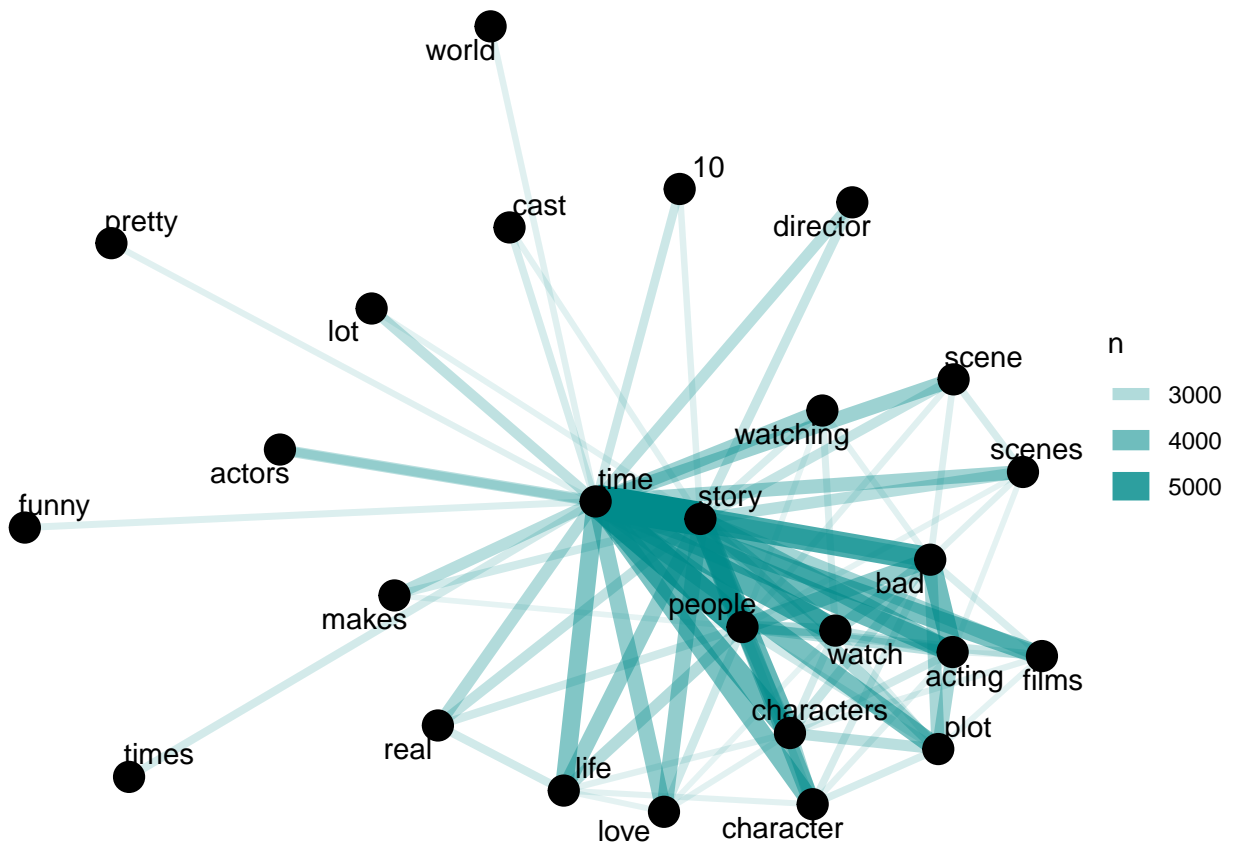 world
10
cast
director
pretty
lot
scene
n
3000
watching
4000
scenes
actors
time
5000
story
funny
bad
people
makes
watch
acting
films
characters
plot
real
times
life
love
character